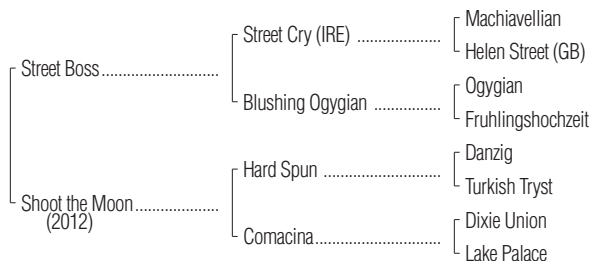 Machiavellian
Street Cry (IRE) ..................
Helen Street (GB)
Street Boss.........................
Ogygian
Blushing Ogygian ................
Fruhlingshochzeit
Danzig
Hard Spun .........................
Turkish Tryst
Shoot the Moon..................
(2012)
Dixie Union
Comacina...........................
Lake Palace